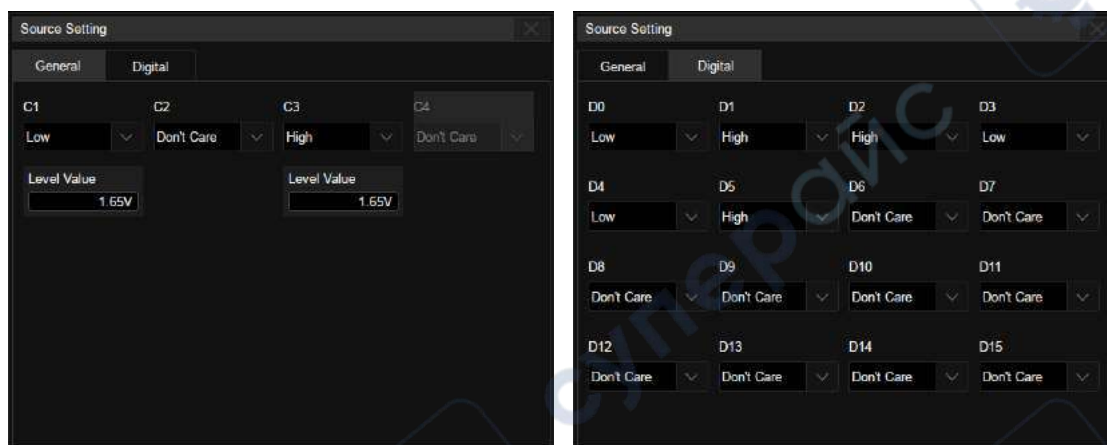 Source Setting
General Digital
C1 C2 C3 C4
Low Don't Care High Don't Care
Level Value Level Value
1.65V 1.65V
Source Setting
General Digital
D0 D1 D2 D3
Low High High Low
D4 D5 D6 D7
Low High Don't Care Don't Care
D8 D9 D10 D11
Don't Care Don't Care Don't Care Don't Care
D12 D13 D14 D15
Don't Care Don't Care Don't Care Don't Care
суперайс